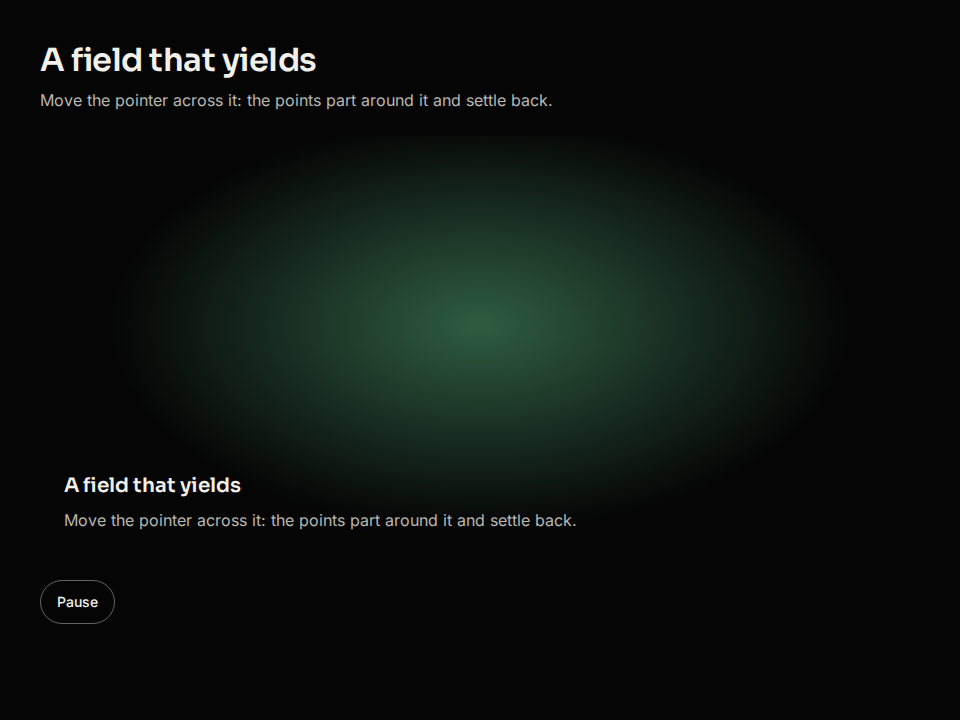 A field that yields
Move the pointer across it: the points part around it and settle back.
A field that yields
Move the pointer across it: the points part around it and settle back.
Pause